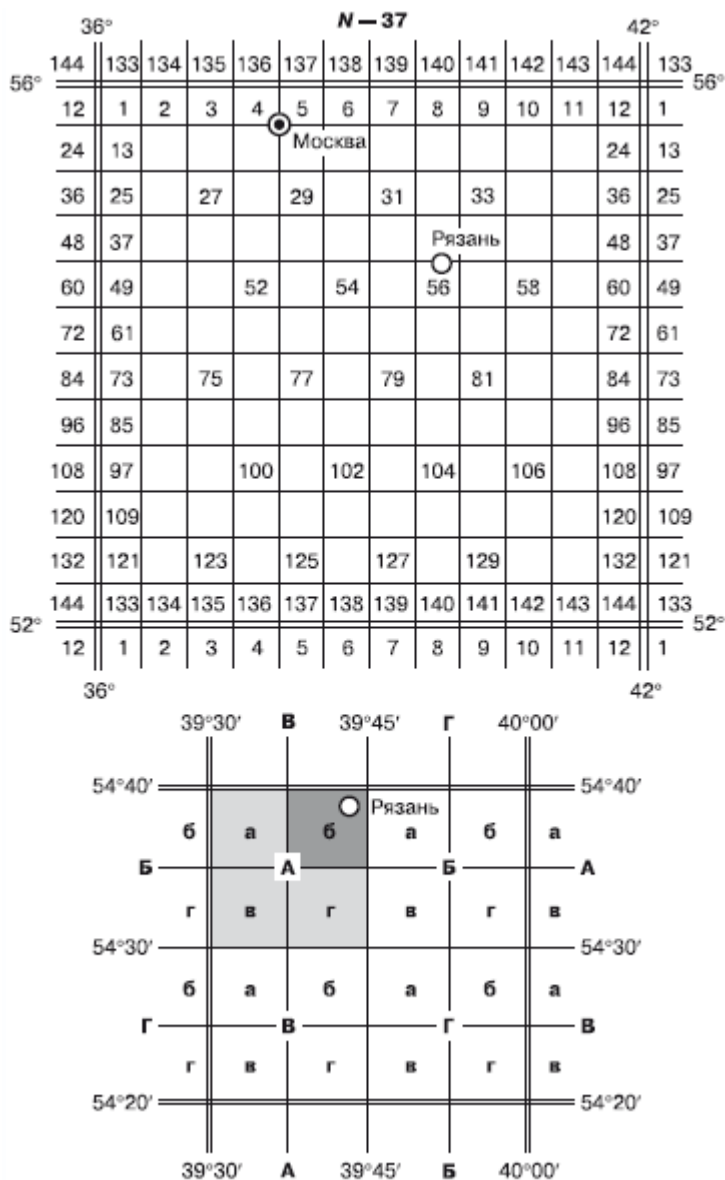 N — 37
36° 42°
144 133 134 135 136 137 138 139 140 141 142 143 144 133
56° 56°
12 1 2 3 4 5 6 7 8 9 10 11 12 1
Москва
24 13 24 13
36 25 27 29 31 33 36 25
Рязань
48 37 48 37
60 49 52 54 56 58 60 49
72 61 72 61
84 73 75 77 79 81 84 73
96 85 96 85
108 97 100 102 104 106 108 97
120 109 120 109
132 121 123 125 127 129 132 121
144 133 134 135 136 137 138 139 140 141 142 143 144 133
52° 52°
12 1 2 3 4 5 6 7 8 9 10 11 12 1
36° 42°
39°30′ В 39°45′ Г 40°00′
54°40′ 54°40′
Рязань
б а б а б а
Б А Б А
г в г в г в
54°30′ 54°30′
б а б а б а
Г В Г В
г в г в г в
54°20′ 54°20′
39°30′ А 39°45′ Б 40°00′